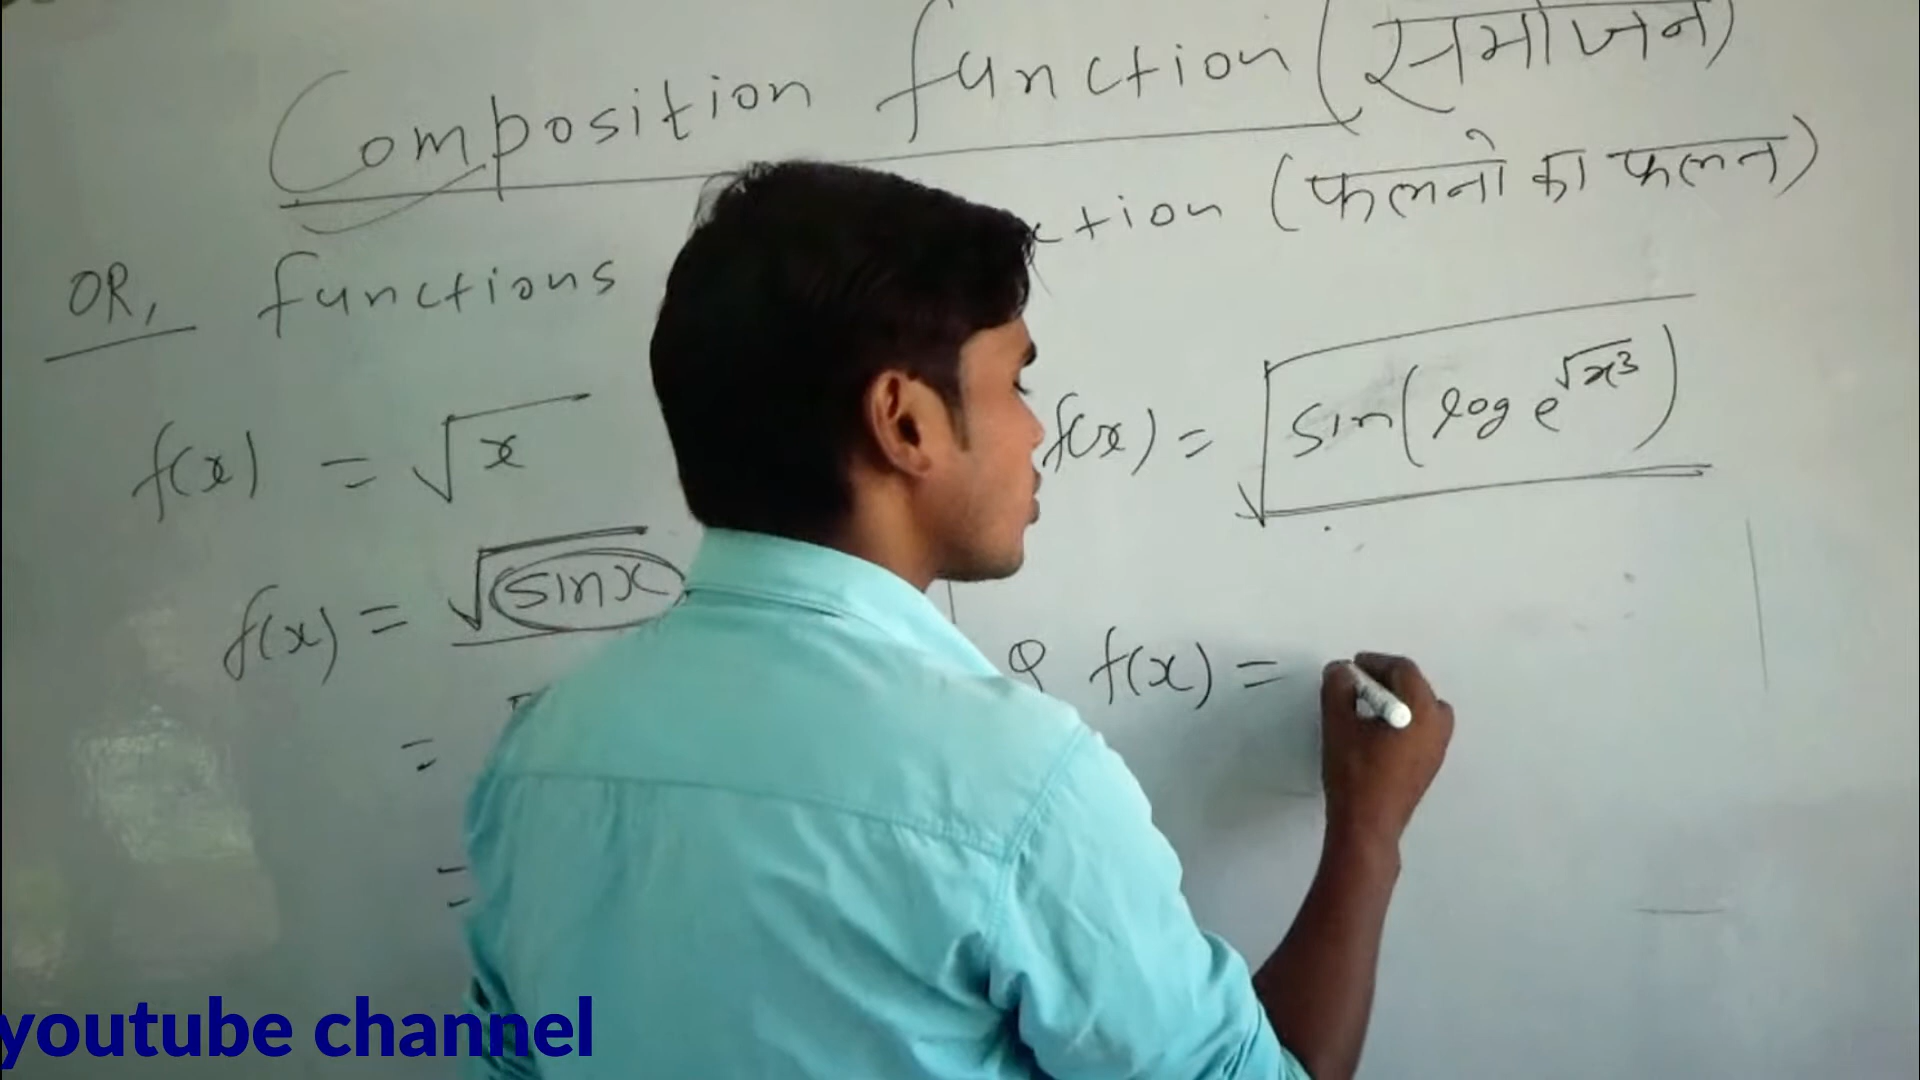 Composition function (समोजन)
OR, functions ction (फलनो का फलन)
f(x) = √x
f(x) = √sin(log e^√x³)
f(x) = √sinx
Q f(x) =
=
=
youtube channel